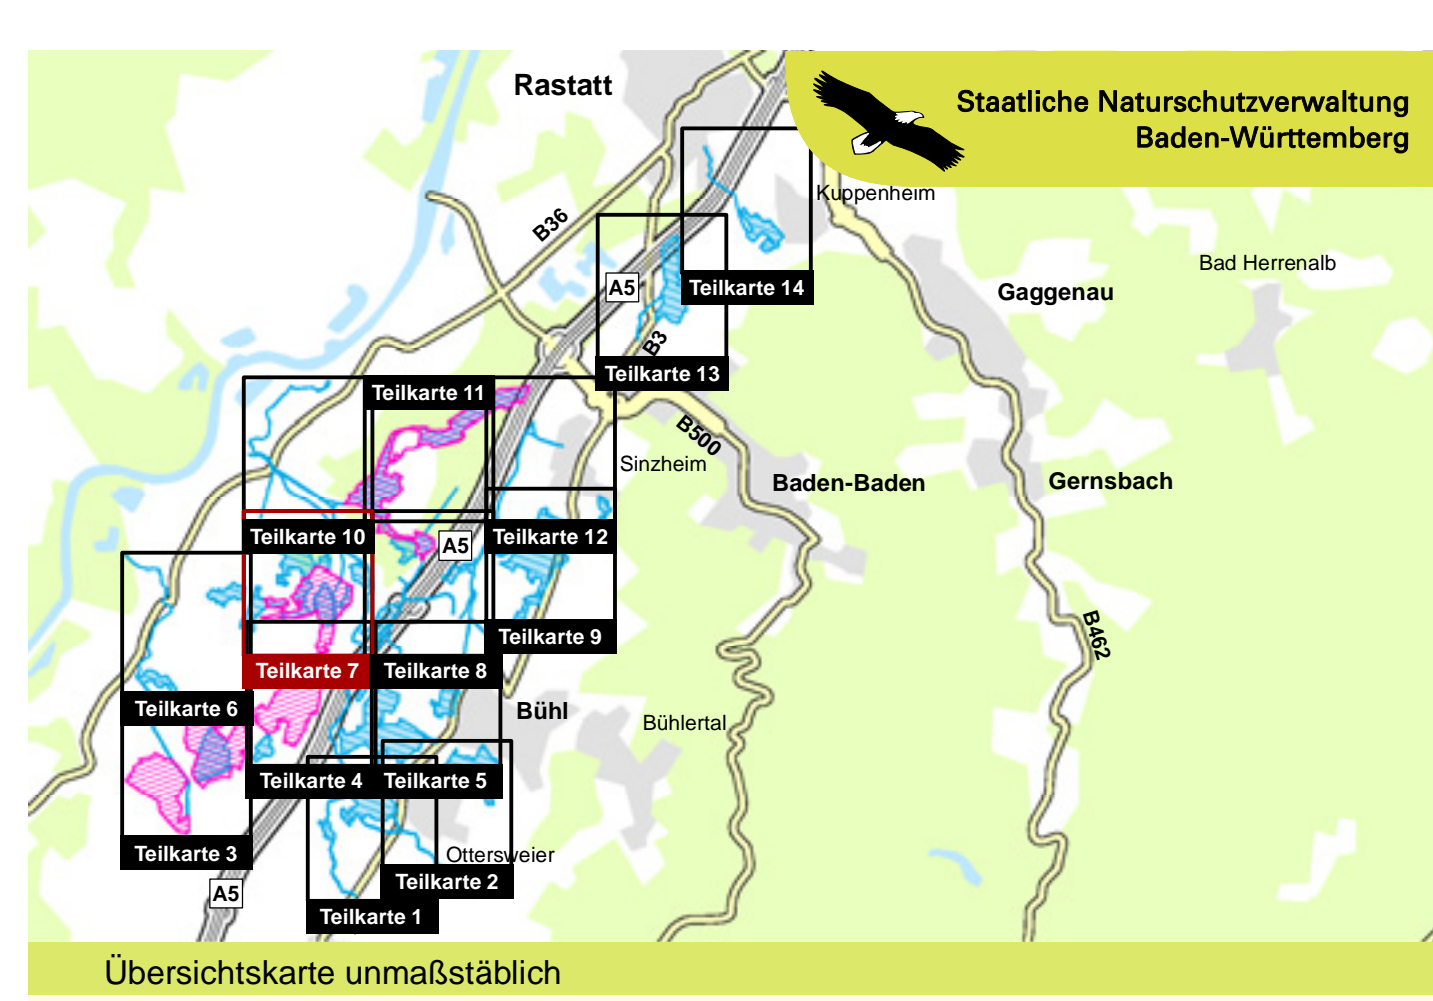 Rastatt
Staatliche Naturschutzverwaltung
Baden-Württemberg
Kuppenheim
B36
Bad Herrenalb
A5
Teilkarte 14
Gaggenau
B3
Teilkarte 13
Teilkarte 11
B500
Sinzheim
Baden-Baden
Gernsbach
Teilkarte 10
A5
Teilkarte 12
Teilkarte 9
B462
Teilkarte 7
Teilkarte 8
Teilkarte 6
Bühl
Bühlertal
Teilkarte 4
Teilkarte 5
Teilkarte 3
Ottersweier
Teilkarte 2
A5
Teilkarte 1
Übersichtskarte unmaßstäblich